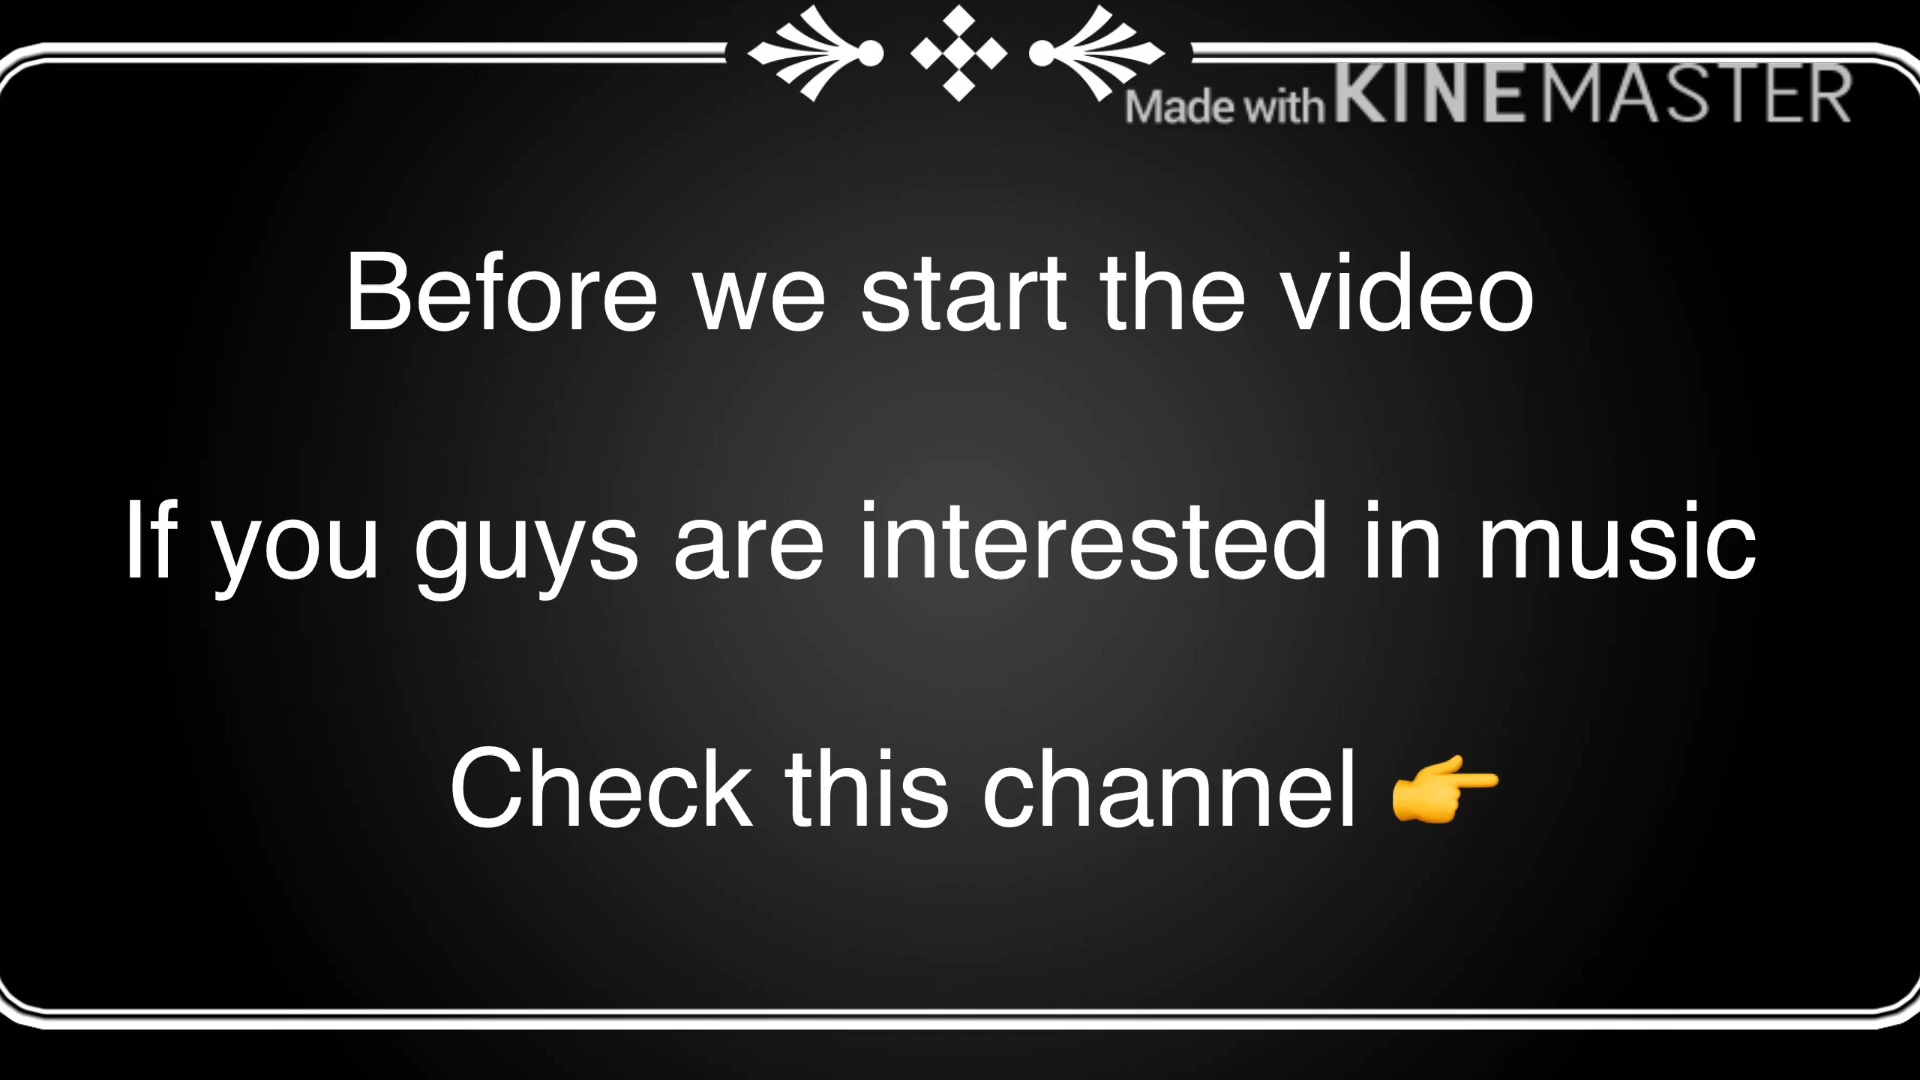 Made with KINEMASTER
Before we start the video
If you guys are interested in music
Check this channel 👉